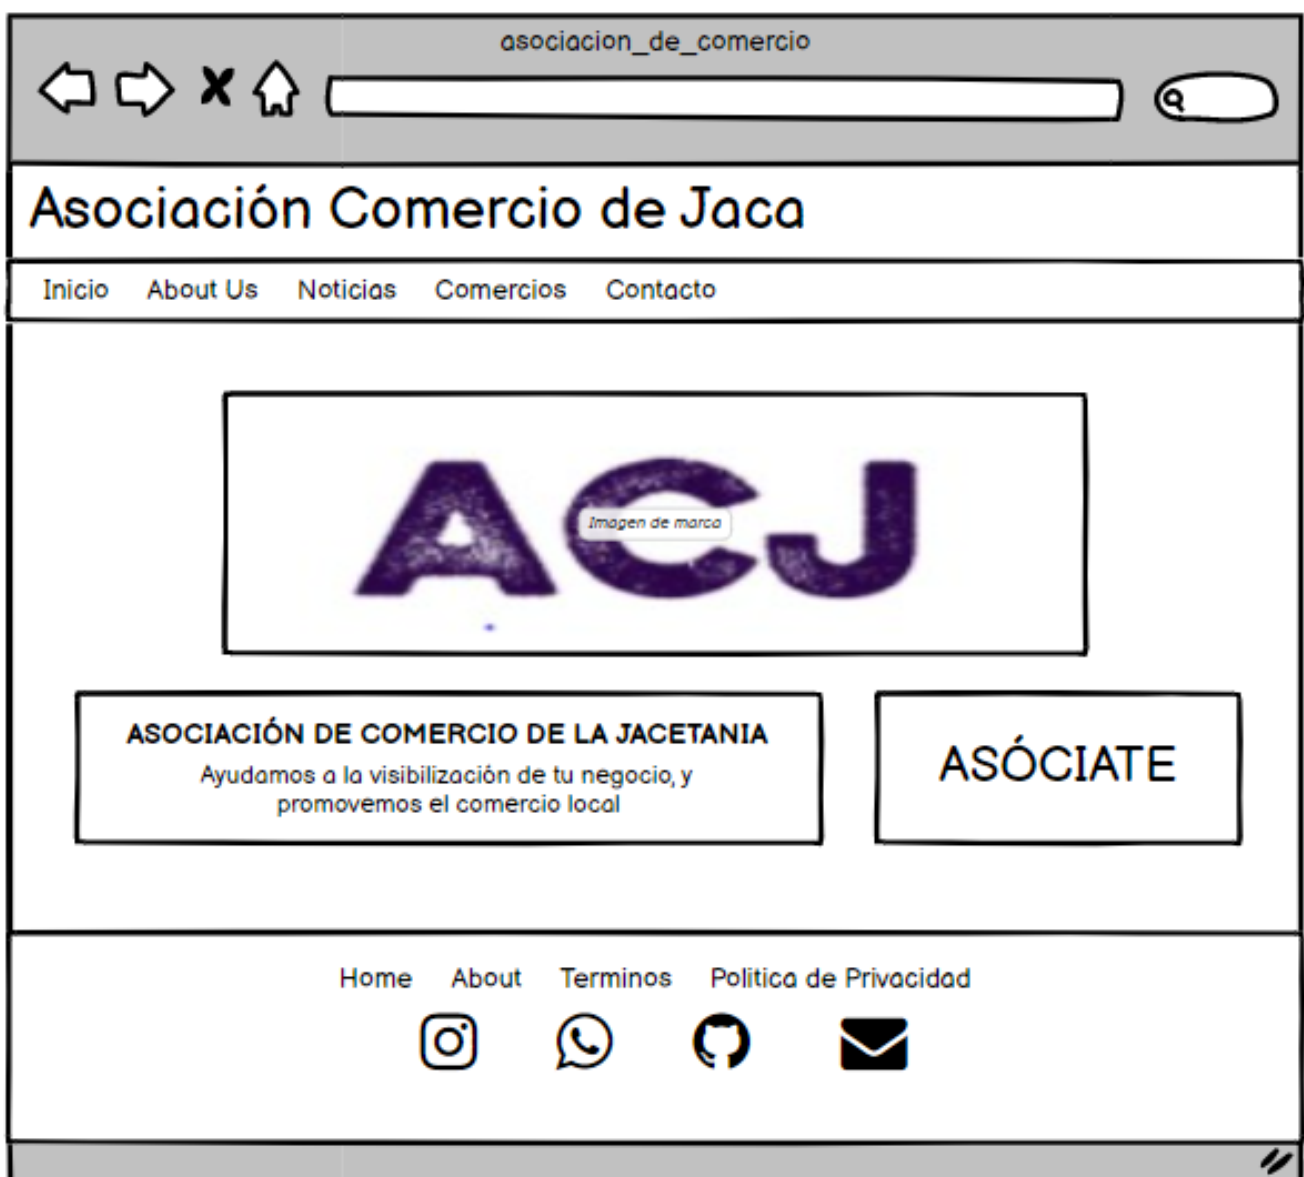 asociacion_de_comercio
Asociación Comercio de Jaca
Inicio About Us Noticias Comercios Contacto
ACJ
Imagen de marca
ASOCIACIÓN DE COMERCIO DE LA JACETANIA
Ayudamos a la visibilización de tu negocio, y
promovemos el comercio local
ASÓCIATE
Home About Terminos Politica de Privacidad